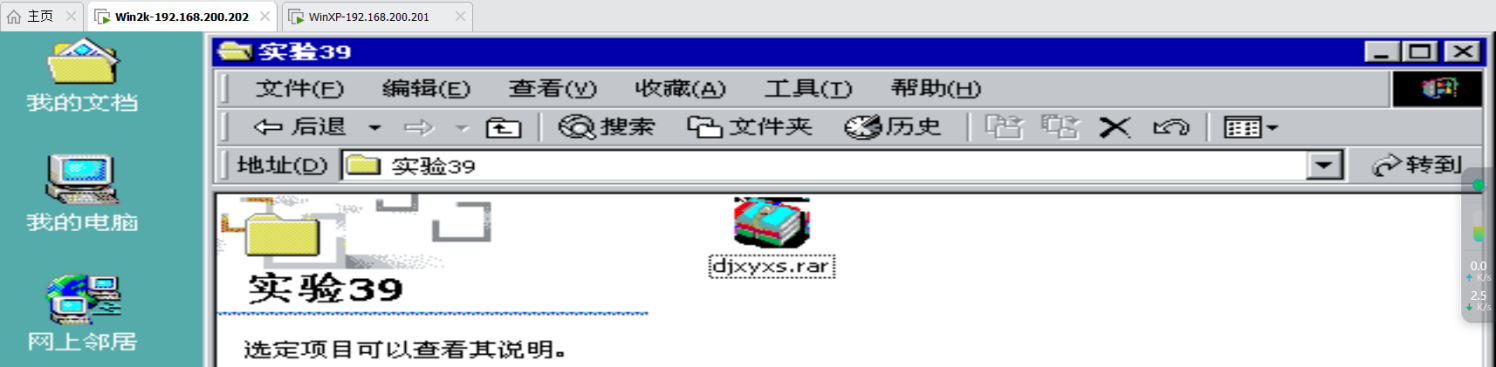 主页 Win2k-192.168.200.202 WinXP-192.168.200.201
实验39
文件(F) 编辑(E) 查看(V) 收藏(A) 工具(T) 帮助(H)
后退 搜索 文件夹 历史
地址(D) 实验39 转到
我的文档
我的电脑
网上邻居
djxyxs.rar
实验39
选定项目可以查看其说明。
0.0
K/s
2.5
K/s